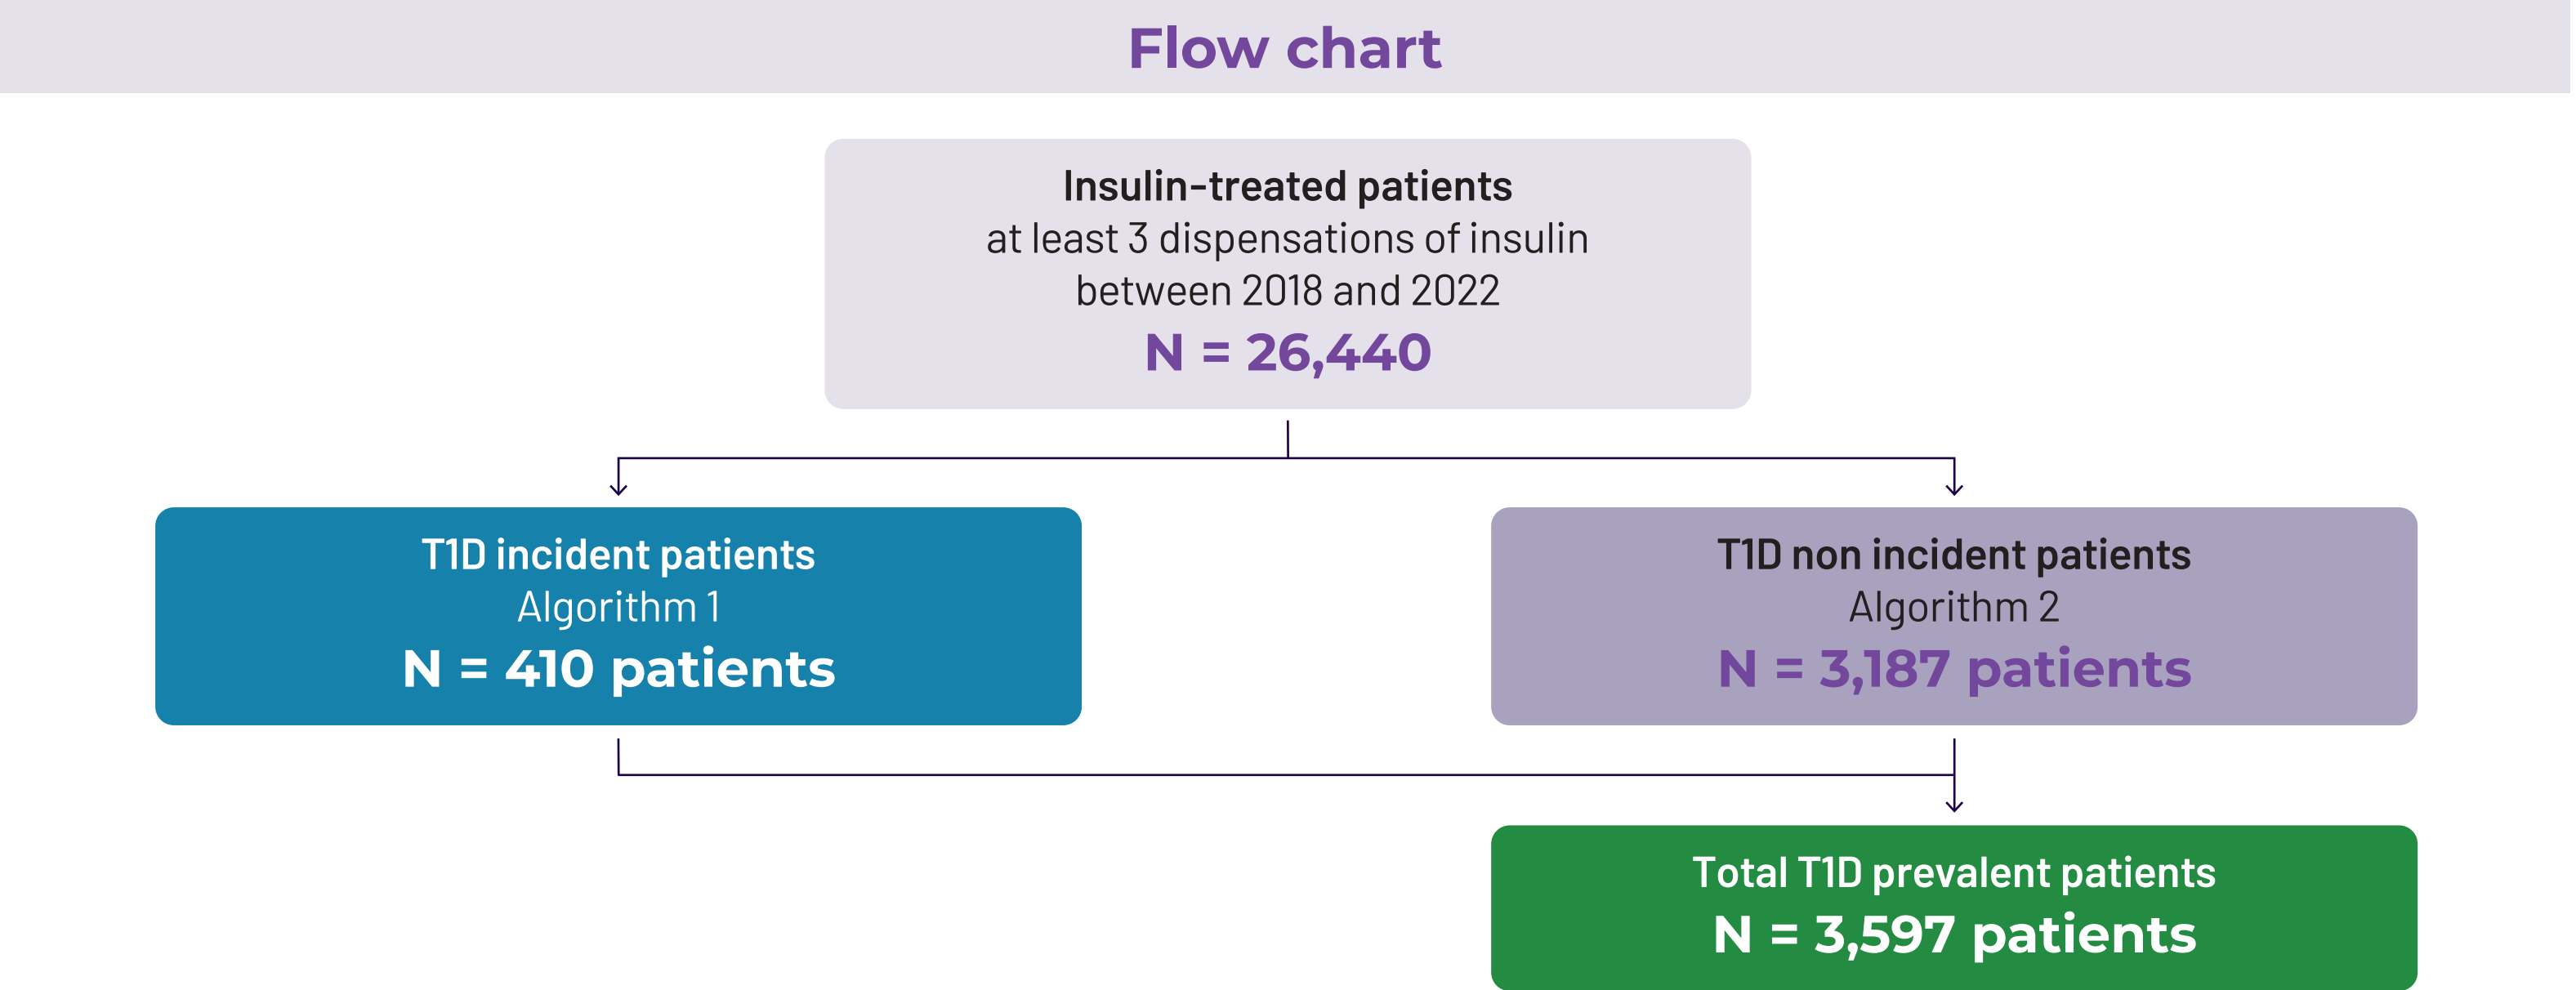 Flow chart
Insulin-treated patients
at least 3 dispensations of insulin
between 2018 and 2022
N = 26,440
T1D incident patients
Algorithm 1
N = 410 patients
T1D non incident patients
Algorithm 2
N = 3,187 patients
Total T1D prevalent patients
N = 3,597 patients